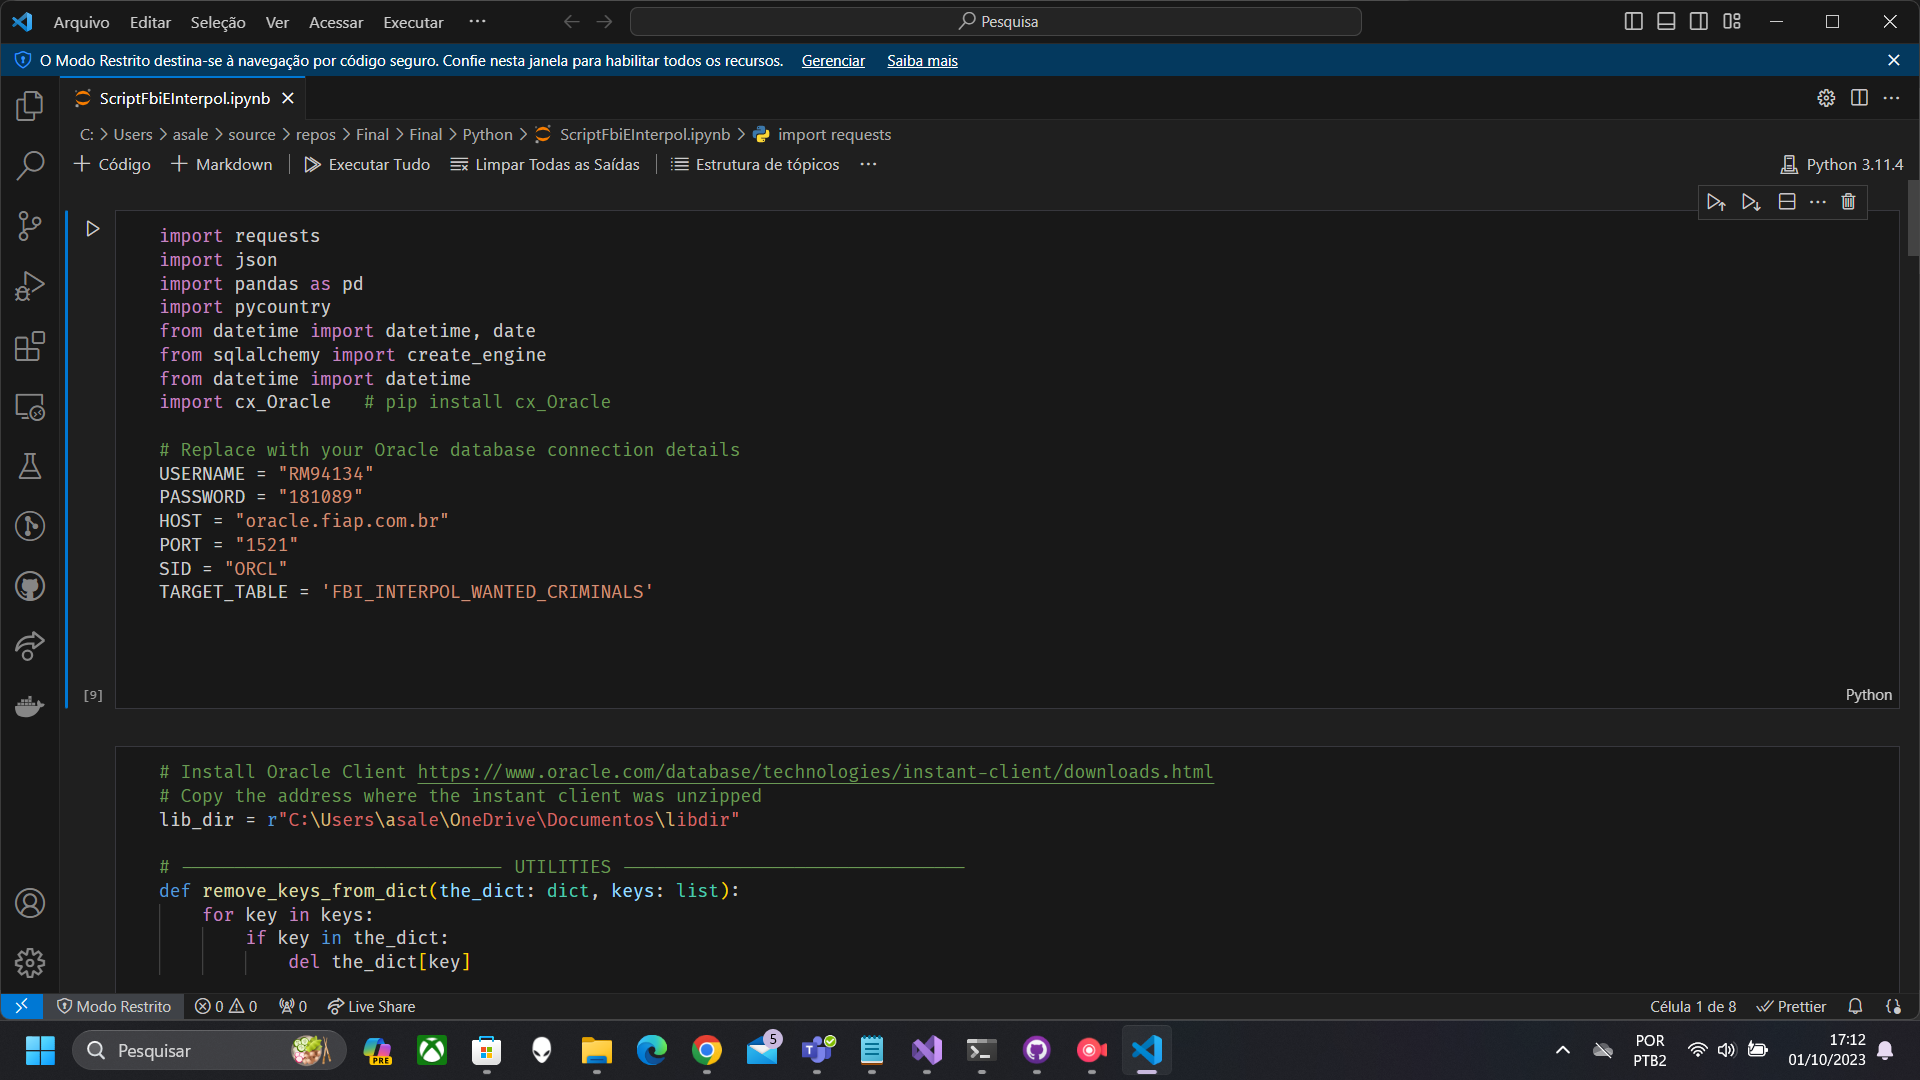 Arquivo Editar Seleção Ver Acessar Executar ··· Pesquisa
O Modo Restrito destina-se à navegação por código seguro. Confie nesta janela para habilitar todos os recursos. Gerenciar Saiba mais
ScriptFbiEInterpol.ipynb
C: > Users > asale > source > repos > Final > Final > Python > ScriptFbiEInterpol.ipynb > import requests
+ Código + Markdown Executar Tudo Limpar Todas as Saídas Estrutura de tópicos ··· Python 3.11.4
import requests
import json
import pandas as pd
import pycountry
from datetime import datetime, date
from sqlalchemy import create_engine
from datetime import datetime
import cx_Oracle   # pip install cx_Oracle
# Replace with your Oracle database connection details
USERNAME = "RM94134"
PASSWORD = "181089"
HOST = "oracle.fiap.com.br"
PORT = "1521"
SID = "ORCL"
TARGET_TABLE = 'FBI_INTERPOL_WANTED_CRIMINALS'
[9] Python
# Install Oracle Client https://www.oracle.com/database/technologies/instant-client/downloads.html
# Copy the address where the instant client was unzipped
lib_dir = r"C:\Users\asale\OneDrive\Documentos\libdir"
# ────────── UTILITIES ──────────
def remove_keys_from_dict(the_dict: dict, keys: list):
    for key in keys:
        if key in the_dict:
            del the_dict[key]
Modo Restrito 0 0 0 Live Share Célula 1 de 8 Prettier
Pesquisar PRE 5 POR PTB2 17:12
01/10/2023